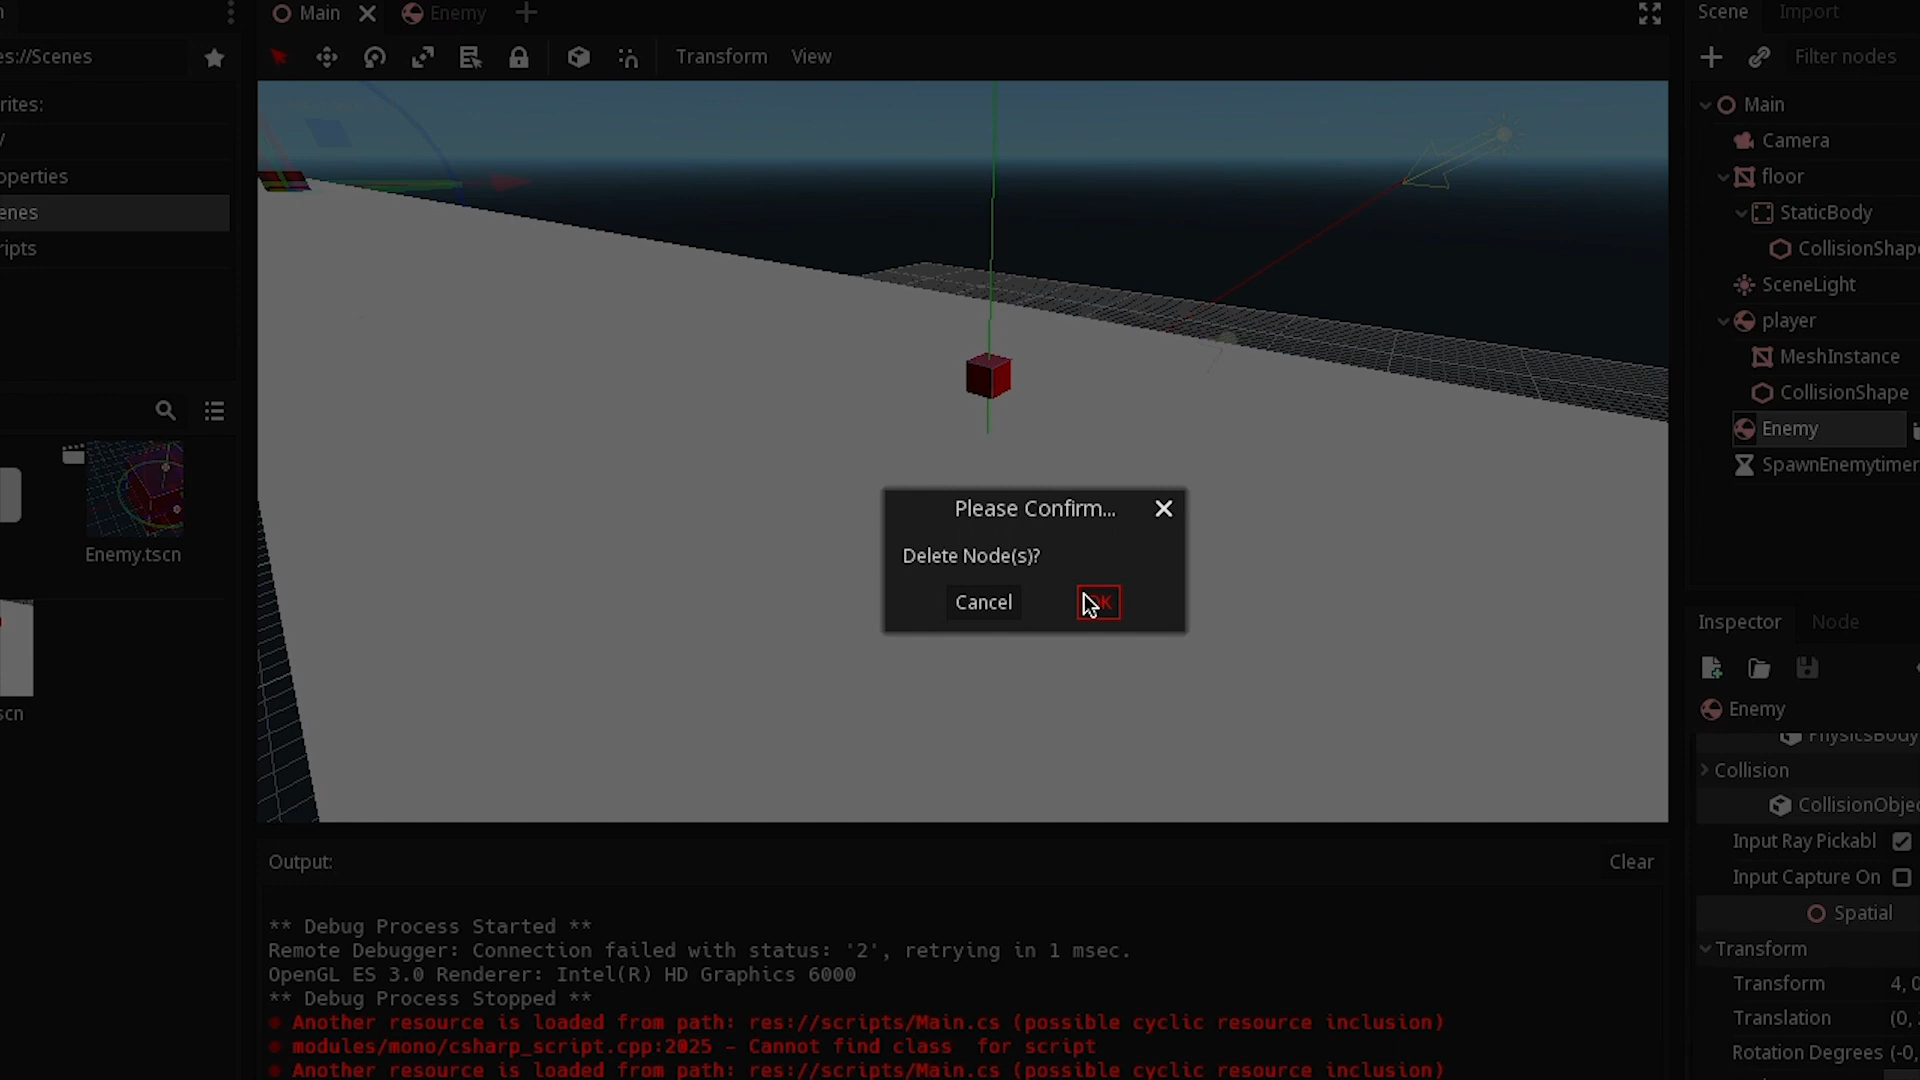 Main
Enemy
Scene
Import
es://Scenes
Transform
View
Filter nodes
rites:
/
operties
enes
ripts
Main
Camera
floor
StaticBody
CollisionShap
SceneLight
player
MeshInstance
CollisionShape
Enemy
SpawnEnemytimer
Enemy.tscn
scn
Please Confirm...
Delete Node(s)?
Cancel
OK
Inspector
Node
Enemy
PhysicsBody
Collision
CollisionObjec
Input Ray Pickabl
Input Capture On
Spatial
Transform
Transform
4, 0
Translation
(0,
Rotation Degrees
(-0,
Output:
Clear
** Debug Process Started **
Remote Debugger: Connection failed with status: '2', retrying in 1 msec.
OpenGL ES 3.0 Renderer: Intel(R) HD Graphics 6000
** Debug Process Stopped **
Another resource is loaded from path: res://scripts/Main.cs (possible cyclic resource inclusion)
modules/mono/csharp_script.cpp:2025 - Cannot find class  for script
Another resource is loaded from path: res://scripts/Main.cs (possible cyclic resource inclusion)